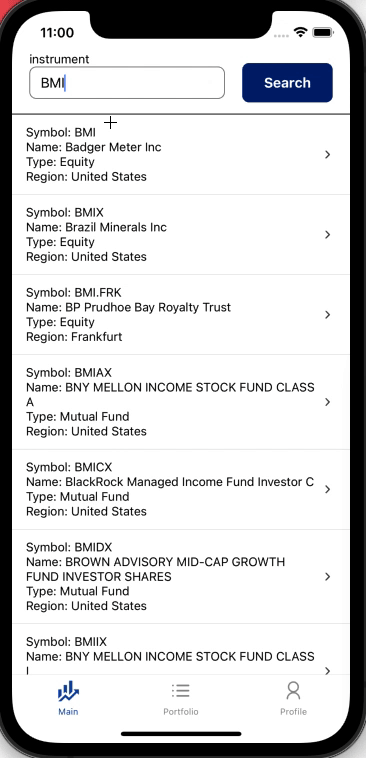 11:00
instrument
BMI
Search
Symbol: BMI
Name: Badger Meter Inc
Type: Equity
Region: United States
Symbol: BMIX
Name: Brazil Minerals Inc
Type: Equity
Region: United States
Symbol: BMI.FRK
Name: BP Prudhoe Bay Royalty Trust
Type: Equity
Region: Frankfurt
Symbol: BMIAX
Name: BNY MELLON INCOME STOCK FUND CLASS
A
Type: Mutual Fund
Region: United States
Symbol: BMICX
Name: BlackRock Managed Income Fund Investor C
Type: Mutual Fund
Region: United States
Symbol: BMIDX
Name: BROWN ADVISORY MID-CAP GROWTH
FUND INVESTOR SHARES
Type: Mutual Fund
Region: United States
Symbol: BMIIX
Name: BNY MELLON INCOME STOCK FUND CLASS
I
Main
Portfolio
Profile